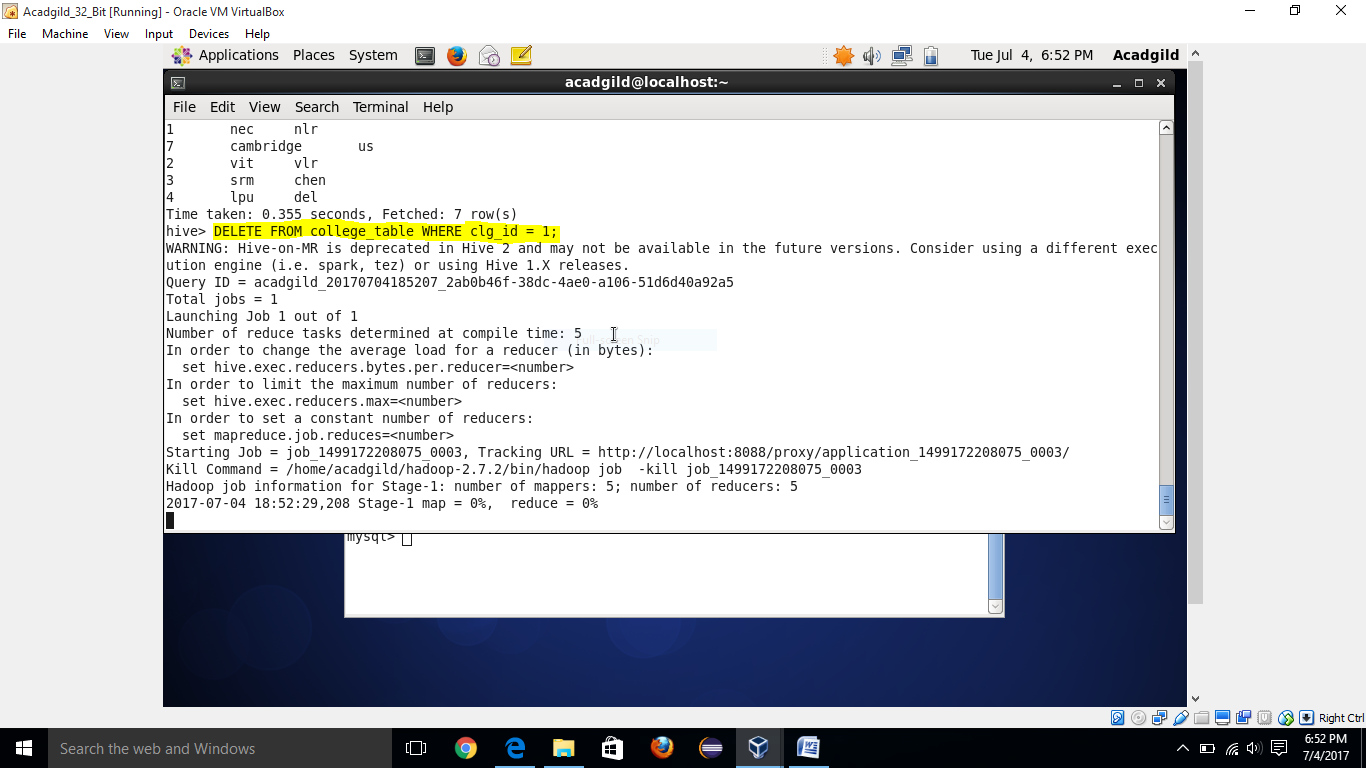 Acadgild_32_Bit [Running] - Oracle VM VirtualBox
File Machine View Input Devices Help
Applications Places System Tue Jul 4, 6:52 PM Acadgild
acadgild@localhost:~
File Edit View Search Terminal Help
1 nec nlr
7 cambridge us
2 vit vlr
3 srm chen
4 lpu del
Time taken: 0.355 seconds, Fetched: 7 row(s)
hive> DELETE FROM college_table WHERE clg_id = 1;
WARNING: Hive-on-MR is deprecated in Hive 2 and may not be available in the future versions. Consider using a different exec
ution engine (i.e. spark, tez) or using Hive 1.X releases.
Query ID = acadgild_20170704185207_2ab0b46f-38dc-4ae0-a106-51d6d40a92a5
Total jobs = 1
Launching Job 1 out of 1
Number of reduce tasks determined at compile time: 5
In order to change the average load for a reducer (in bytes):
set hive.exec.reducers.bytes.per.reducer=<number>
In order to limit the maximum number of reducers:
set hive.exec.reducers.max=<number>
In order to set a constant number of reducers:
set mapreduce.job.reduces=<number>
Starting Job = job_1499172208075_0003, Tracking URL = http://localhost:8088/proxy/application_1499172208075_0003/
Kill Command = /home/acadgild/hadoop-2.7.2/bin/hadoop job -kill job_1499172208075_0003
Hadoop job information for Stage-1: number of mappers: 5; number of reducers: 5
2017-07-04 18:52:29,208 Stage-1 map = 0%, reduce = 0%
mysql>
Right Ctrl
Search the web and Windows
6:52 PM
7/4/2017